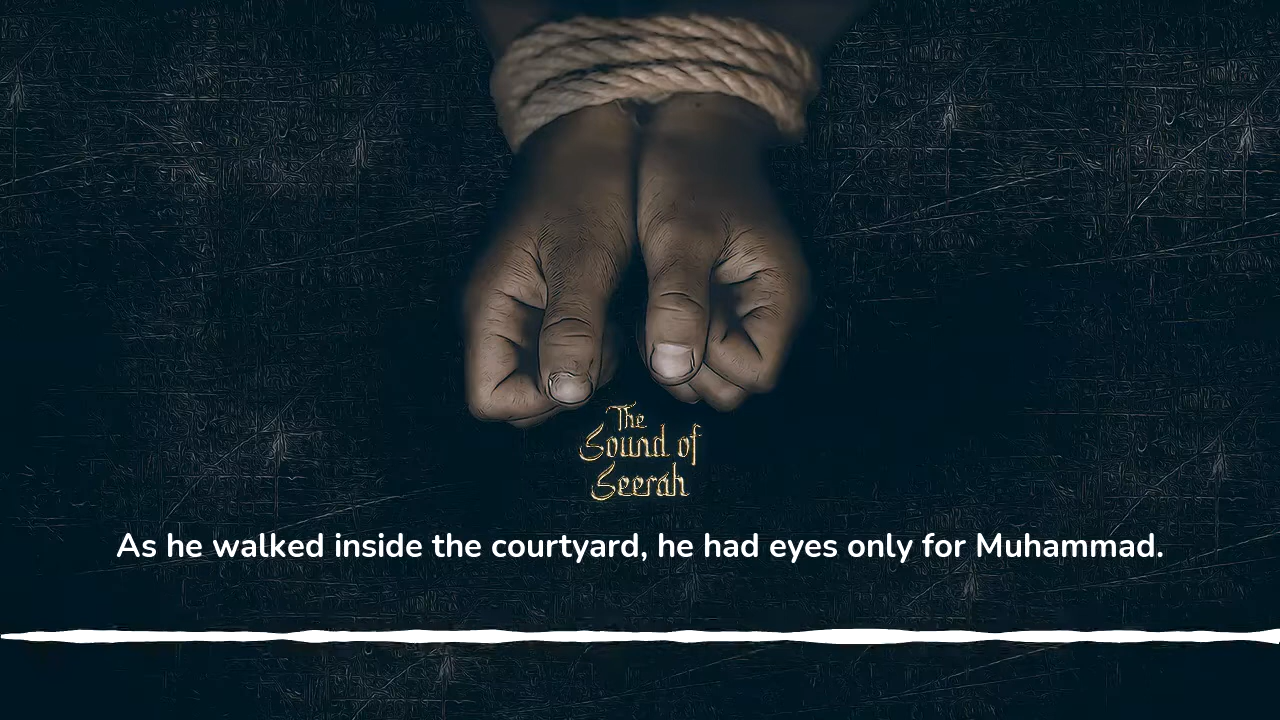 The
Sound of
Seerah
As he walked inside the courtyard, he had eyes only for Muhammad.